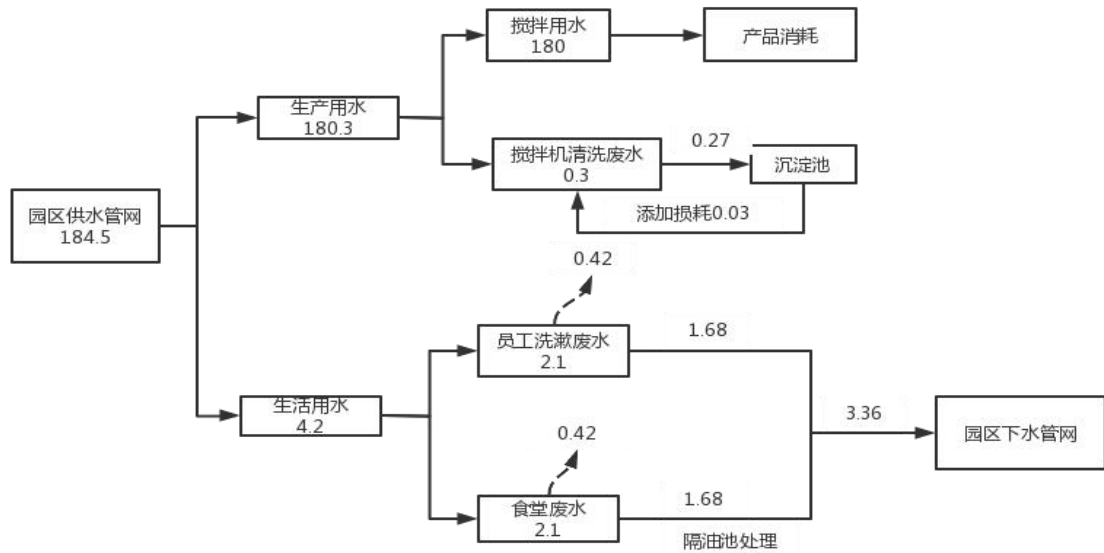 搅拌用水
180
产品消耗
生产用水
180.3
搅拌机清洗废水
0.3
0.27
沉淀池
添加损耗0.03
园区供水管网
184.5
0.42
员工洗漱废水
2.1
1.68
生活用水
4.2
3.36
园区下水管网
0.42
食堂废水
2.1
1.68
隔油池处理